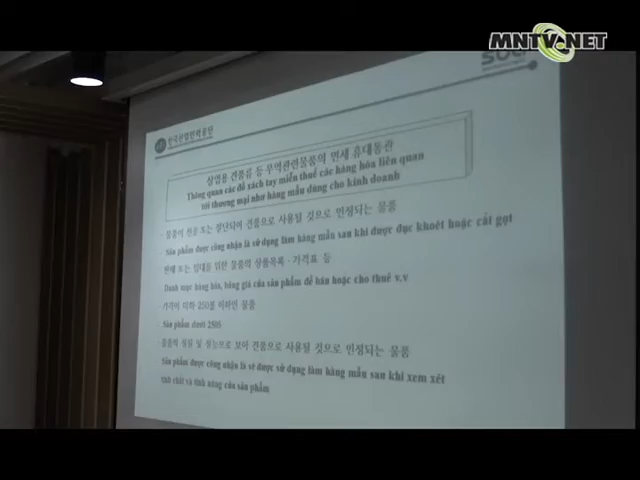 MNTV.NET
한국산업인력공단
상업용 견품류 등 무역관련물품의 면세 휴대통관
Thông quan các đồ xách tay miễn thuế các hàng hóa liên quan
tới thương mại như hàng mẫu dùng cho kinh doanh
- 물품이 천공 또는 절단되어 견품으로 사용될 것으로 인정되는 물품
Sản phẩm được công nhận là sử dụng làm hàng mẫu sau khi được đục khoét hoặc cắt gọt
- 판매 또는 임대를 위한 물품의 상품목록 · 가격표 등
Danh mục hàng hóa, bảng giá của sản phẩm để bán hoặc cho thuê v.v
- 가격이 미화 250불 이하인 물품
Sản phẩm dưới 250$
- 물품의 성질 및 성능으로 보아 견품으로 사용될 것으로 인정되는 물품
Sản phẩm được công nhận là sẽ được sử dụng làm hàng mẫu sau khi xem xét
tính chất và tính năng của sản phẩm